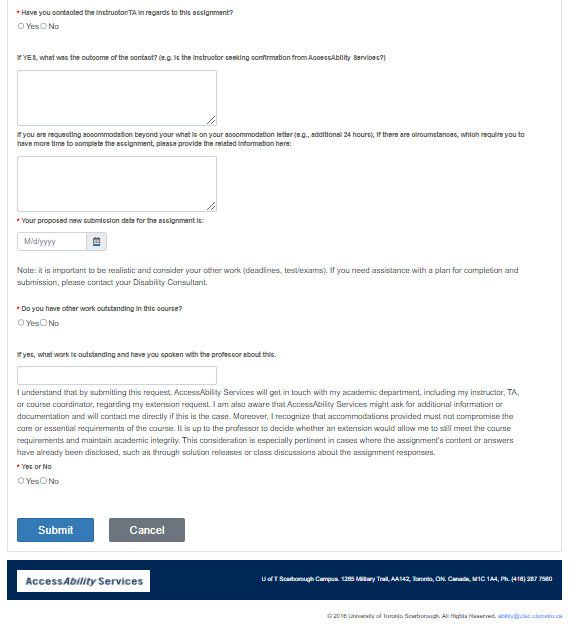 * Have you contacted the Instructor/TA in regards to this assignment?
Yes No
If YES, what was the outcome of the contact? (e.g. is the instructor seeking confirmation from AccessAbility Services?)
If you are requesting accommodation beyond your what is on your accommodation letter (e.g., additional 24 hours), if there are circumstances, which require you to
have more time to complete the assignment, please provide the related information here:
* Your proposed new submission date for the assignment is:
M/d/yyyy
Note: it is important to be realistic and consider your other work (deadlines, test/exams). If you need assistance with a plan for completion and
submission, please contact your Disability Consultant.
* Do you have other work outstanding in this course?
Yes No
If yes, what work is outstanding and have you spoken with the professor about this.
I understand that by submitting this request, AccessAbility Services will get in touch with my academic department, including my instructor, TA,
or course coordinator, regarding my extension request. I am also aware that AccessAbility Services might ask for additional information or
documentation and will contact me directly if this is the case. Moreover, I recognize that accommodations provided must not compromise the
core or essential requirements of the course. It is up to the professor to decide whether an extension would allow me to still meet the course
requirements and maintain academic integrity. This consideration is especially pertinent in cases where the assignment's content or answers
have already been disclosed, such as through solution releases or class discussions about the assignment responses.
* Yes or No
Yes No
Submit Cancel
AccessAbility Services U of T Scarborough Campus. 1265 Military Trail, AA142, Toronto, ON. Canada, M1C 1A4, Ph. (416) 287 7560
© 2016 University of Toronto Scarborough. All Rights Reserved. ability@utsc.utoronto.ca